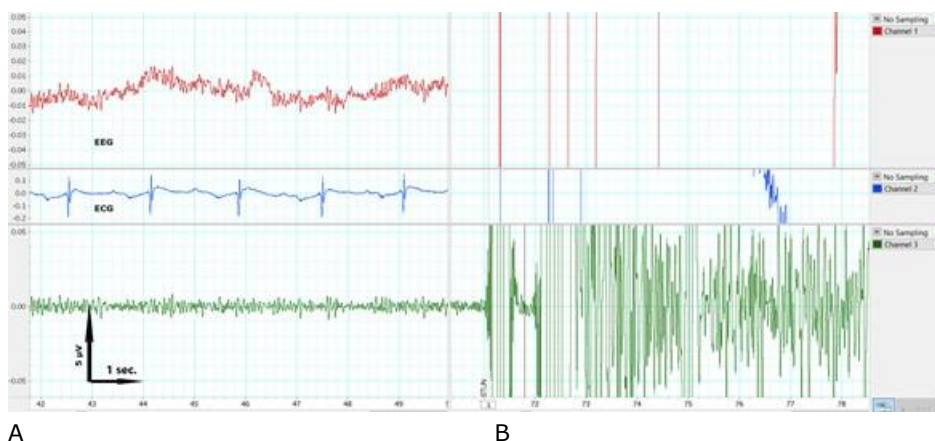 0.05
0.04
0.03
0.02
0.01
0.00
-0.01
-0.02
-0.03
-0.04
-0.05
EEG
No Sampling
Channel 1
0.1
0.0
-0.1
-0.2
ECG
No Sampling
Channel 2
0.05
0.00
-0.05
5 μV
1 sec.
No Sampling
Channel 3
STUN
1
42 43 44 45 46 47 48 49 72 73 74 75 76 77 78
A B